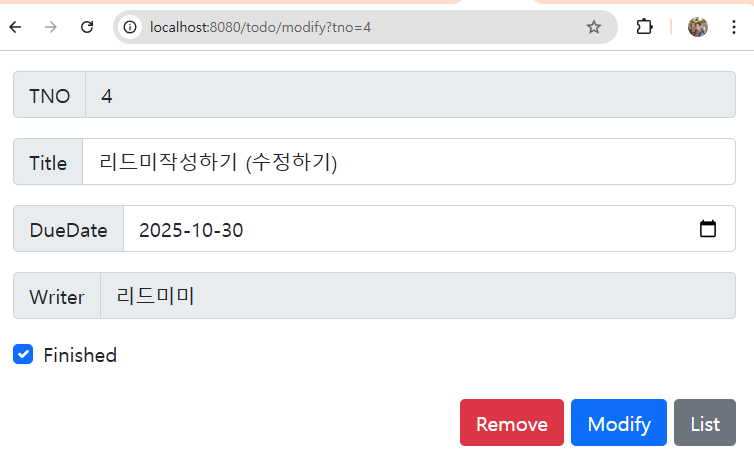 localhost:8080/todo/modify?tno=4
TNO 4
Title 리드미작성하기 (수정하기)
DueDate 2025-10-30
Writer 리드미미
Finished
Remove Modify List